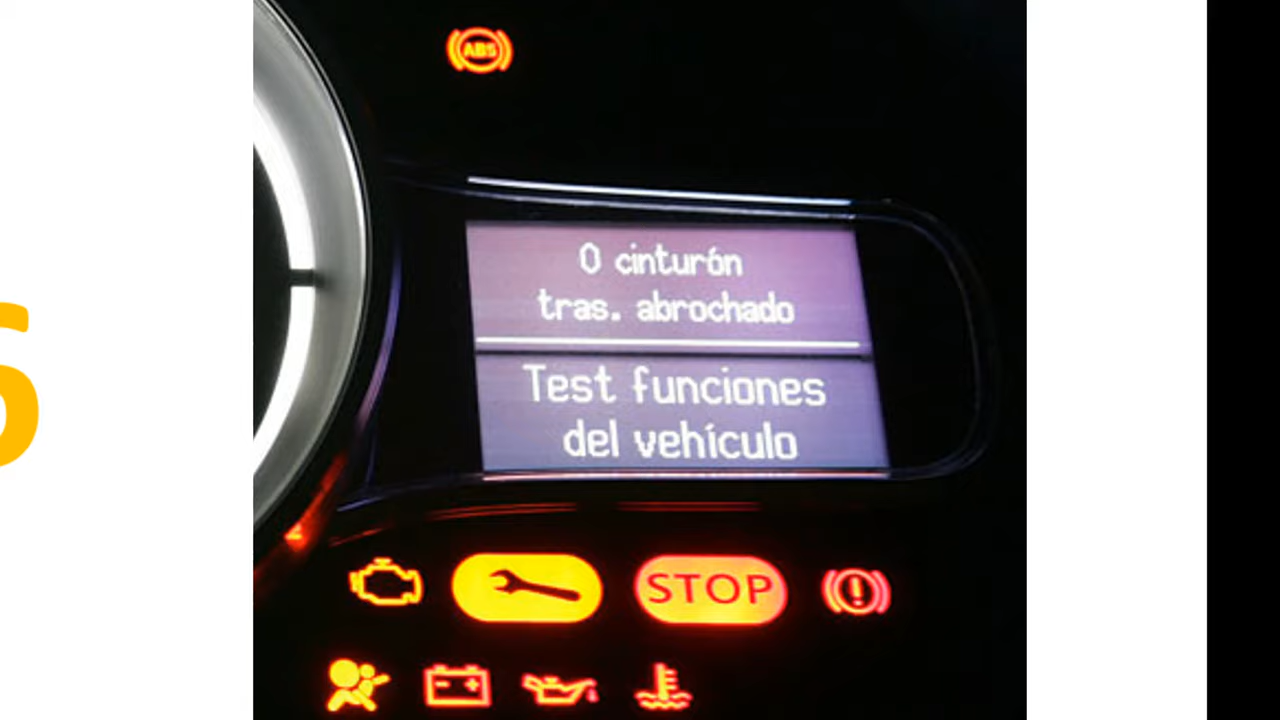 ABS
0 cinturón
tras. abrochado
Test funciones
del vehículo
STOP